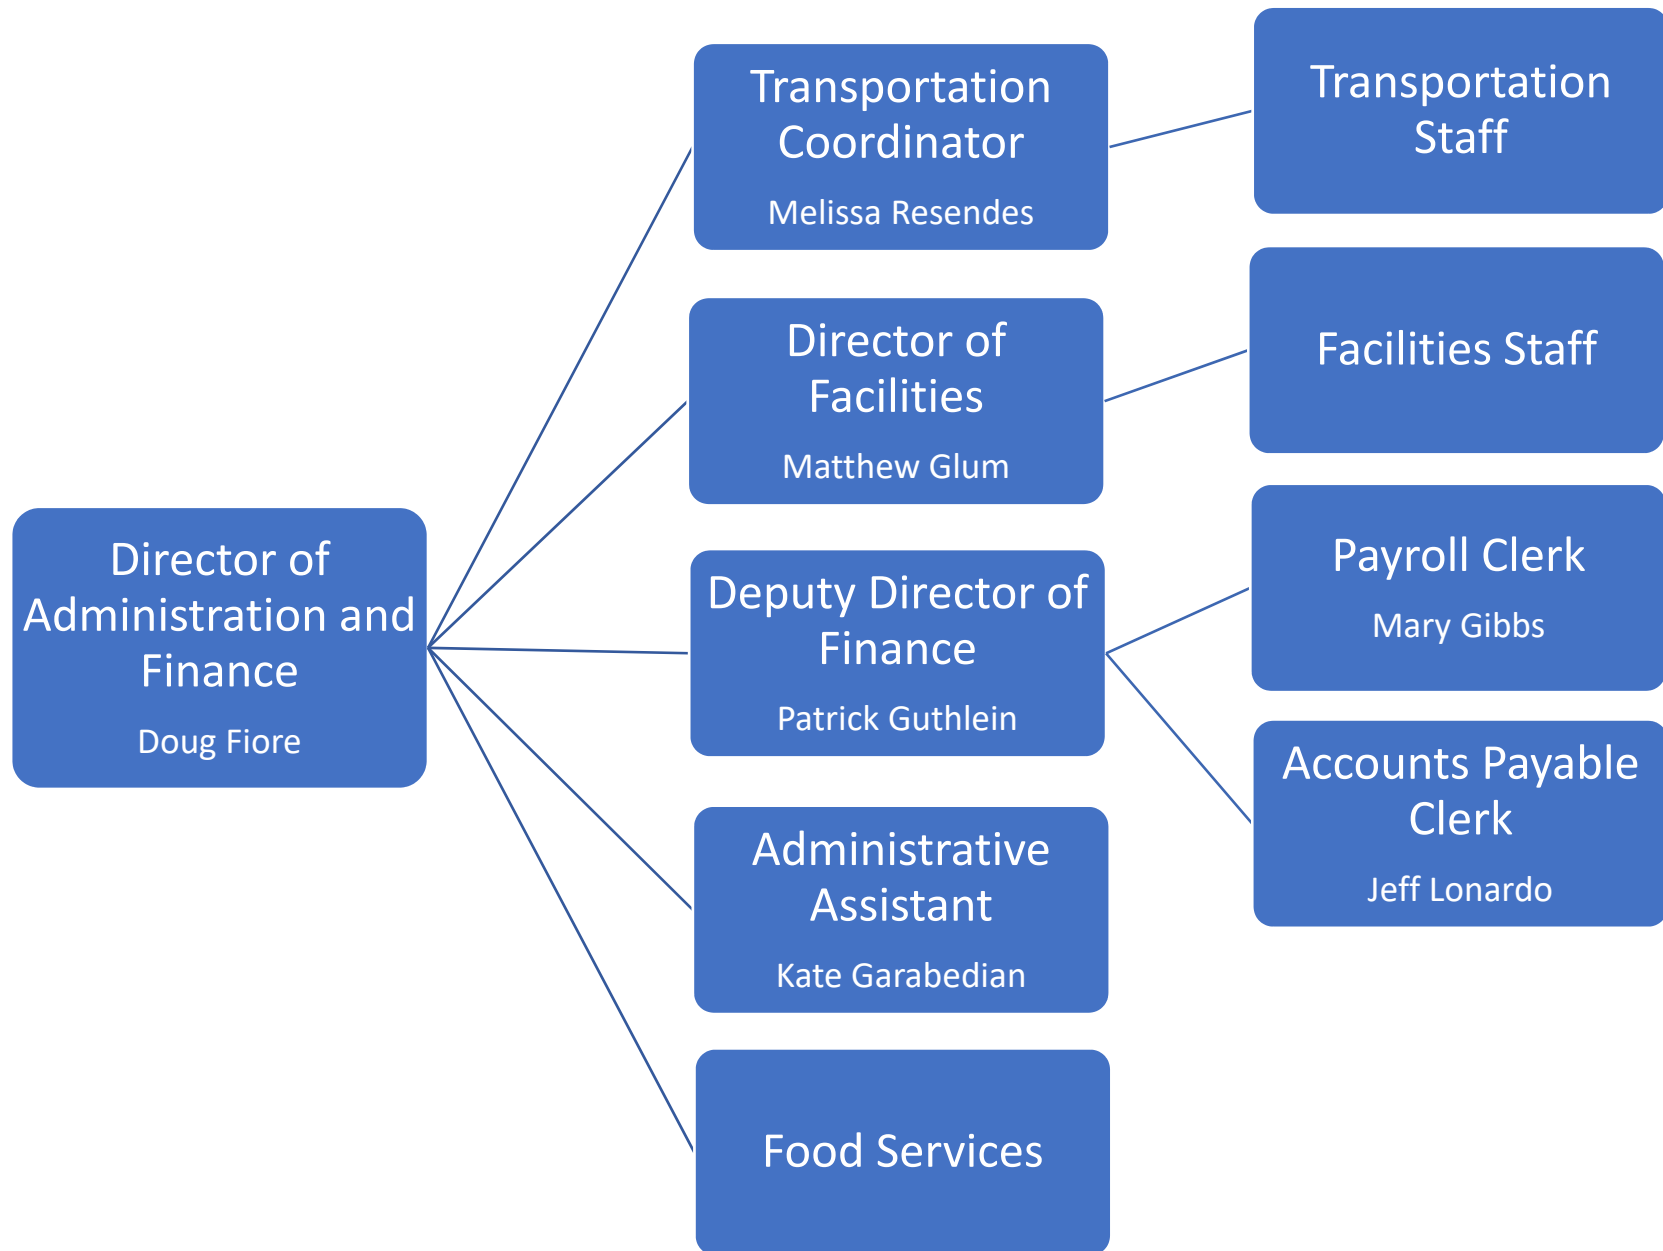 Director of
Administration and
Finance
Doug Fiore
Transportation
Coordinator
Melissa Resendes
Director of
Facilities
Matthew Glum
Deputy Director of
Finance
Patrick Guthlein
Administrative
Assistant
Kate Garabedian
Food Services
Transportation
Staff
Facilities Staff
Payroll Clerk
Mary Gibbs
Accounts Payable
Clerk
Jeff Lonardo